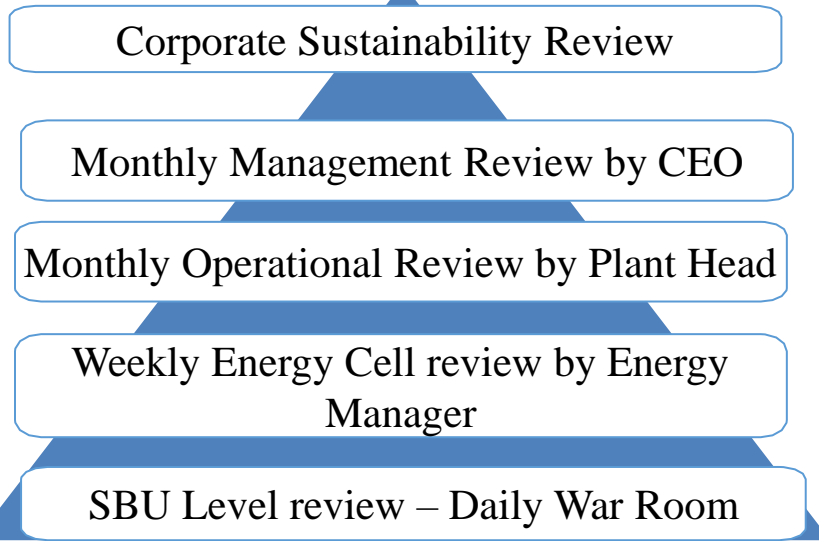 Corporate Sustainability Review
Monthly Management Review by CEO
Monthly Operational Review by Plant Head
Weekly Energy Cell review by Energy
Manager
SBU Level review – Daily War Room